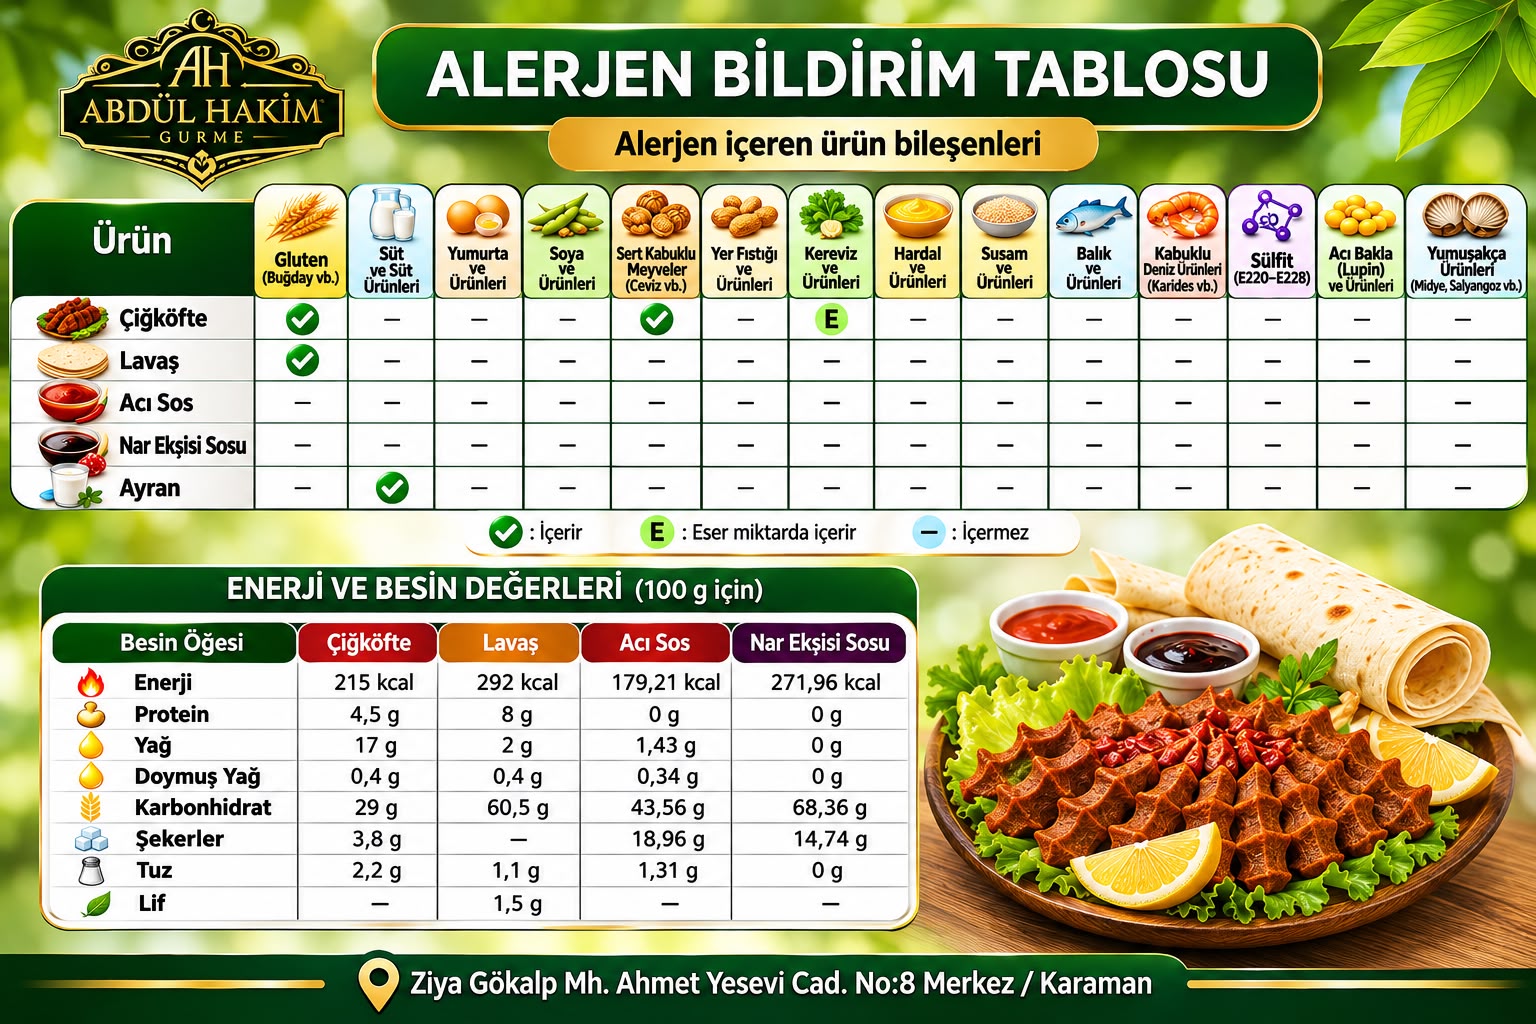 AH
ABDÜL HAKİM
GURME
ALERJEN BİLDİRİM TABLOSU
Alerjen içeren ürün bileşenleri
Ürün
Gluten (Buğday vb.)
Süt ve Süt Ürünleri
Yumurta ve Ürünleri
Soya ve Ürünleri
Sert Kabuklu Meyveler (Ceviz vb.)
Yer Fıstığı ve Ürünleri
Kereviz ve Ürünleri
Hardal ve Ürünleri
Susam ve Ürünleri
Balık ve Ürünleri
Kabuklu Deniz Ürünleri (Karides vb.)
Sülfit (E220–E228)
Acı Bakla (Lupin) ve Ürünleri
Yumuşakça Ürünleri (Midye, Salyangoz vb.)
Çiğköfte ✓ — — — ✓ — E — — — — — — —
Lavaş ✓ — — — — — — — — — — — — —
Acı Sos — — — — — — — — — — — — — —
Nar Ekşisi Sosu — — — — — — — — — — — — — —
Ayran — ✓ — — — — — — — — — — — —
✓ : İçerir E : Eser miktarda içerir — : İçermez
ENERJİ VE BESİN DEĞERLERİ (100 g için)
Besin Öğesi Çiğköfte Lavaş Acı Sos Nar Ekşisi Sosu
Enerji 215 kcal 292 kcal 179,21 kcal 271,96 kcal
Protein 4,5 g 8 g 0 g 0 g
Yağ 17 g 2 g 1,43 g 0 g
Doymuş Yağ 0,4 g 0,4 g 0,34 g 0 g
Karbonhidrat 29 g 60,5 g 43,56 g 68,36 g
Şekerler 3,8 g — 18,96 g 14,74 g
Tuz 2,2 g 1,1 g 1,31 g 0 g
Lif — 1,5 g — —
Ziya Gökalp Mh. Ahmet Yesevi Cad. No:8 Merkez / Karaman